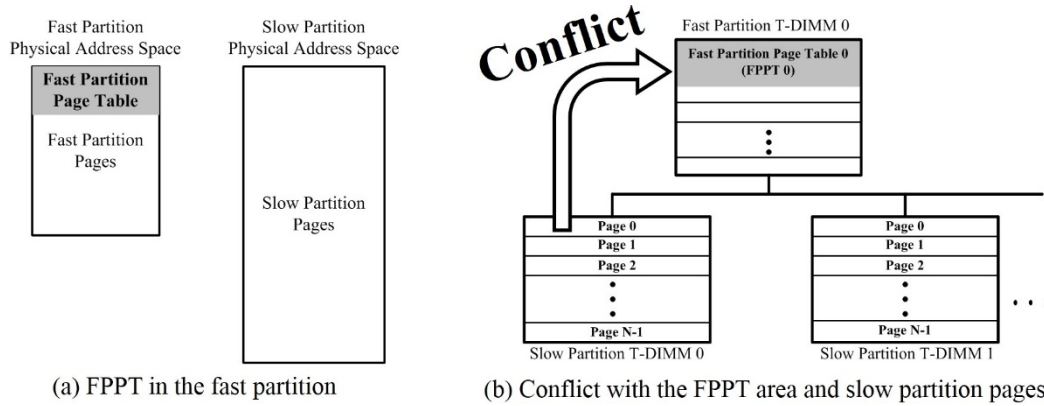 Fast Partition
Physical Address Space
Fast Partition
Page Table
Fast Partition
Pages
Slow Partition
Physical Address Space
Slow Partition
Pages
(a) FPPT in the fast partition
Conflict
Fast Partition T-DIMM 0
Fast Partition Page Table 0
(FPPT 0)
Page 0
Page 1
Page 2
Page N-1
Slow Partition T-DIMM 0
Page 0
Page 1
Page 2
Page N-1
Slow Partition T-DIMM 1
(b) Conflict with the FPPT area and slow partition pages